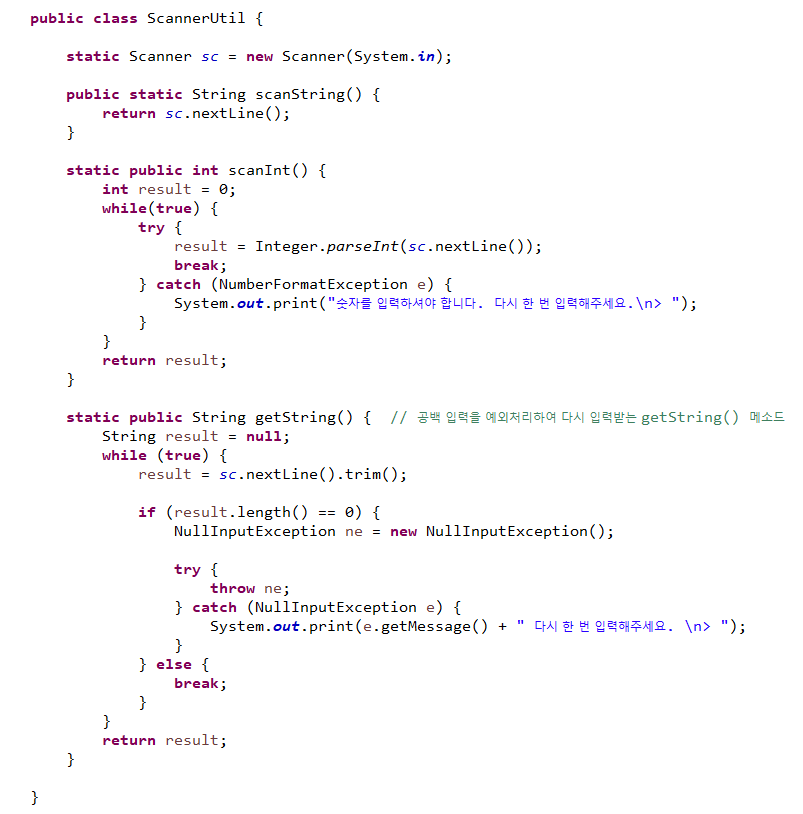 public class ScannerUtil {
static Scanner sc = new Scanner(System.in);
public static String scanString() {
return sc.nextLine();
}
static public int scanInt() {
int result = 0;
while(true) {
try {
result = Integer.parseInt(sc.nextLine());
break;
} catch (NumberFormatException e) {
System.out.print("숫자를 입력하셔야 합니다. 다시 한 번 입력해주세요.\n> ");
}
}
return result;
}
static public String getString() {  // 공백 입력을 예외처리하여 다시 입력받는 getString() 메소드
String result = null;
while (true) {
result = sc.nextLine().trim();
if (result.length() == 0) {
NullInputException ne = new NullInputException();
try {
throw ne;
} catch (NullInputException e) {
System.out.print(e.getMessage() + " 다시 한 번 입력해주세요. \n> ");
}
} else {
break;
}
}
return result;
}
}